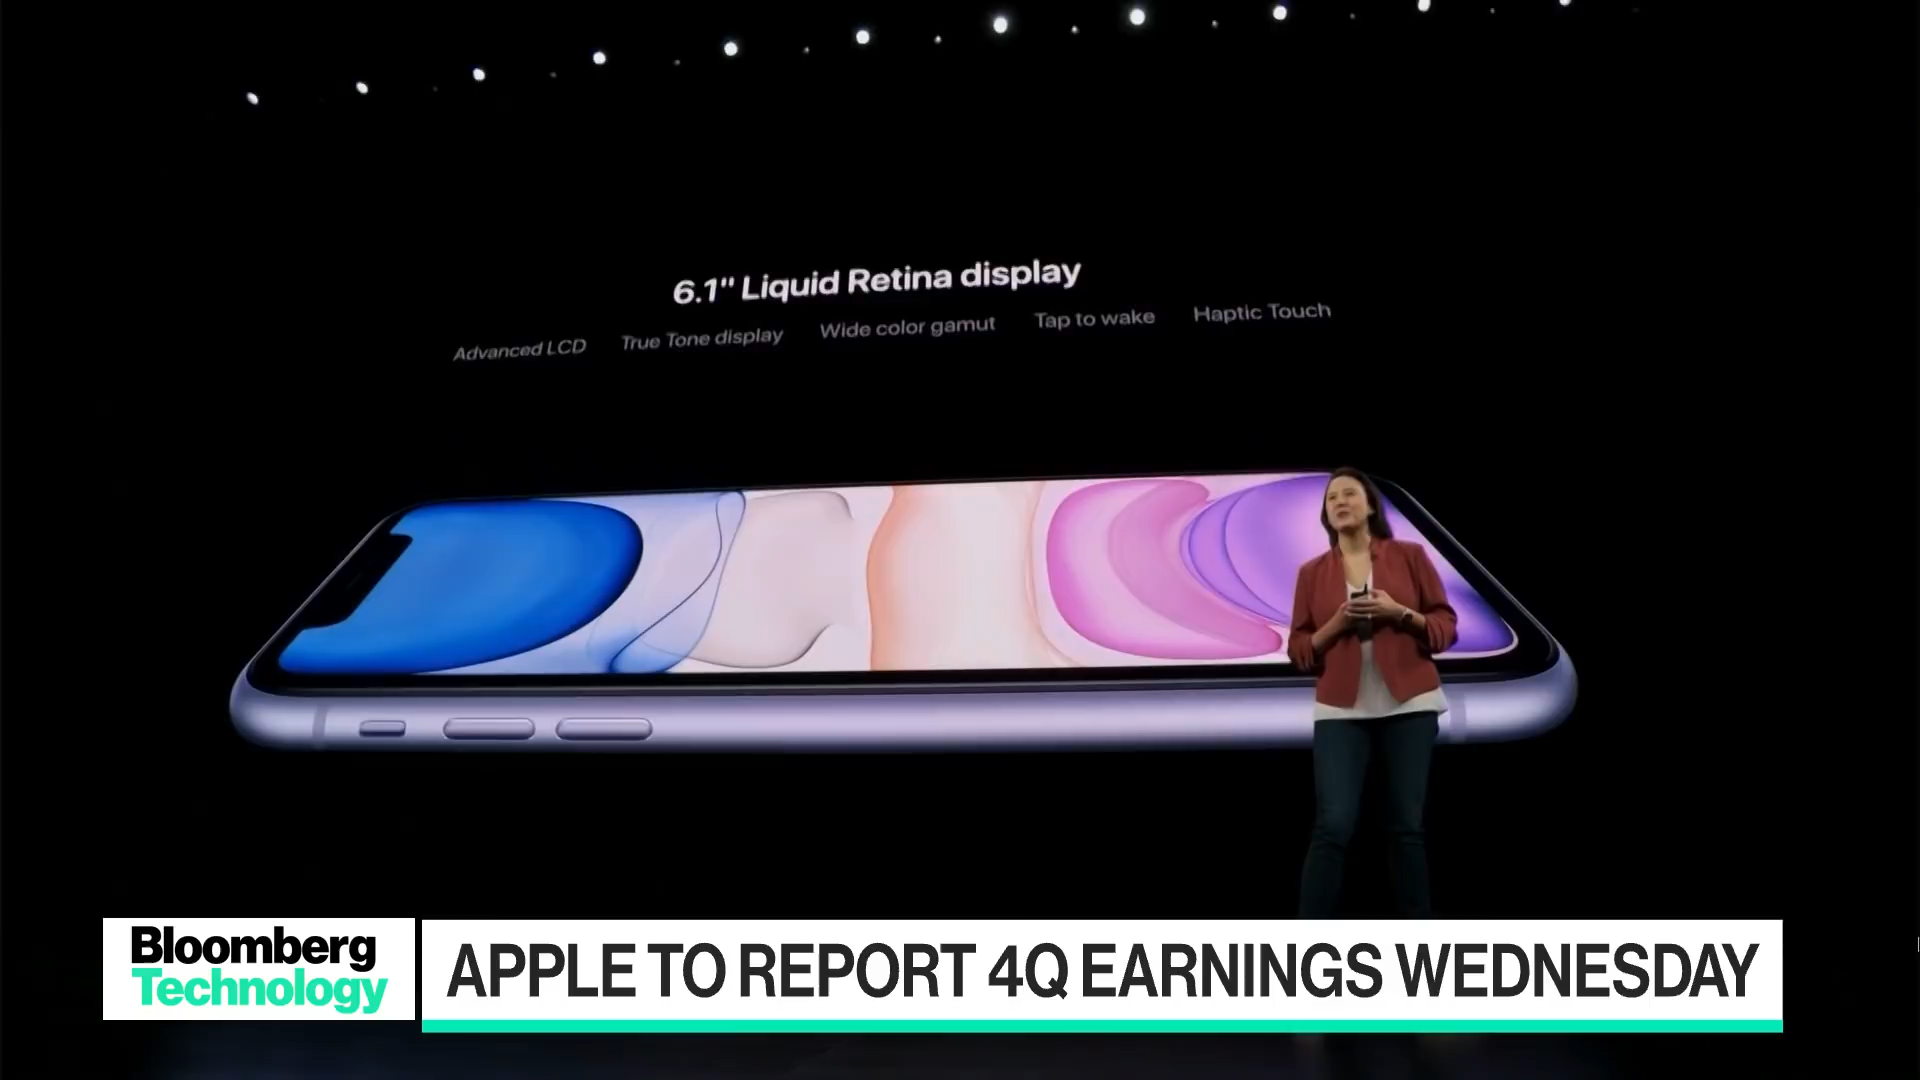 6.1" Liquid Retina display
Advanced LCD True Tone display Wide color gamut Tap to wake Haptic Touch
Bloomberg
Technology
APPLE TO REPORT 4Q EARNINGS WEDNESDAY